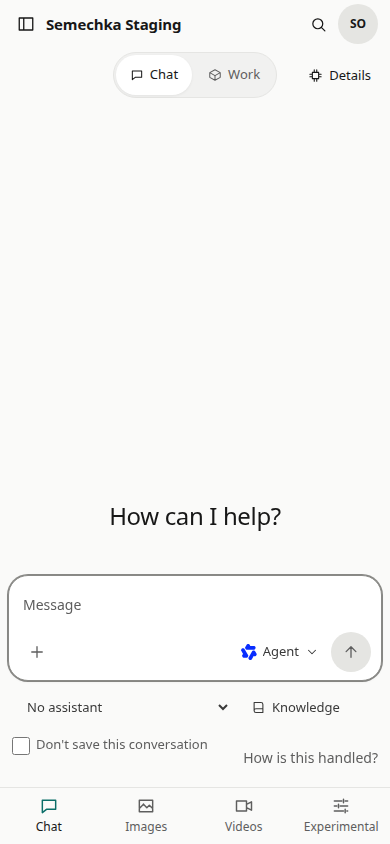 Semechka Staging
SO
Chat
Work
Details
How can I help?
Message
Agent
No assistant
Knowledge
Don't save this conversation
How is this handled?
Chat
Images
Videos
Experimental